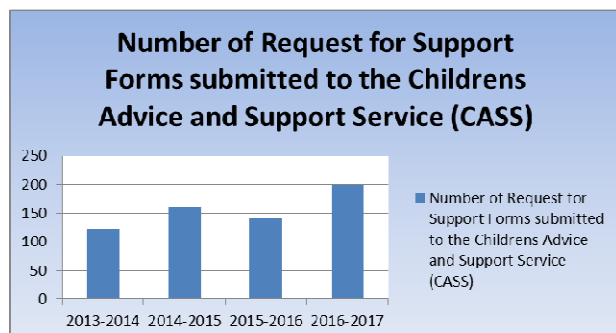 Number of Request for Support
Forms submitted to the Childrens
Advice and Support Service (CASS)
250
200
150
100
50
0
2013-2014 2014-2015 2015-2016 2016-2017
Number of Request for
Support Forms submitted
to the Childrens Advice
and Support Service
(CASS)